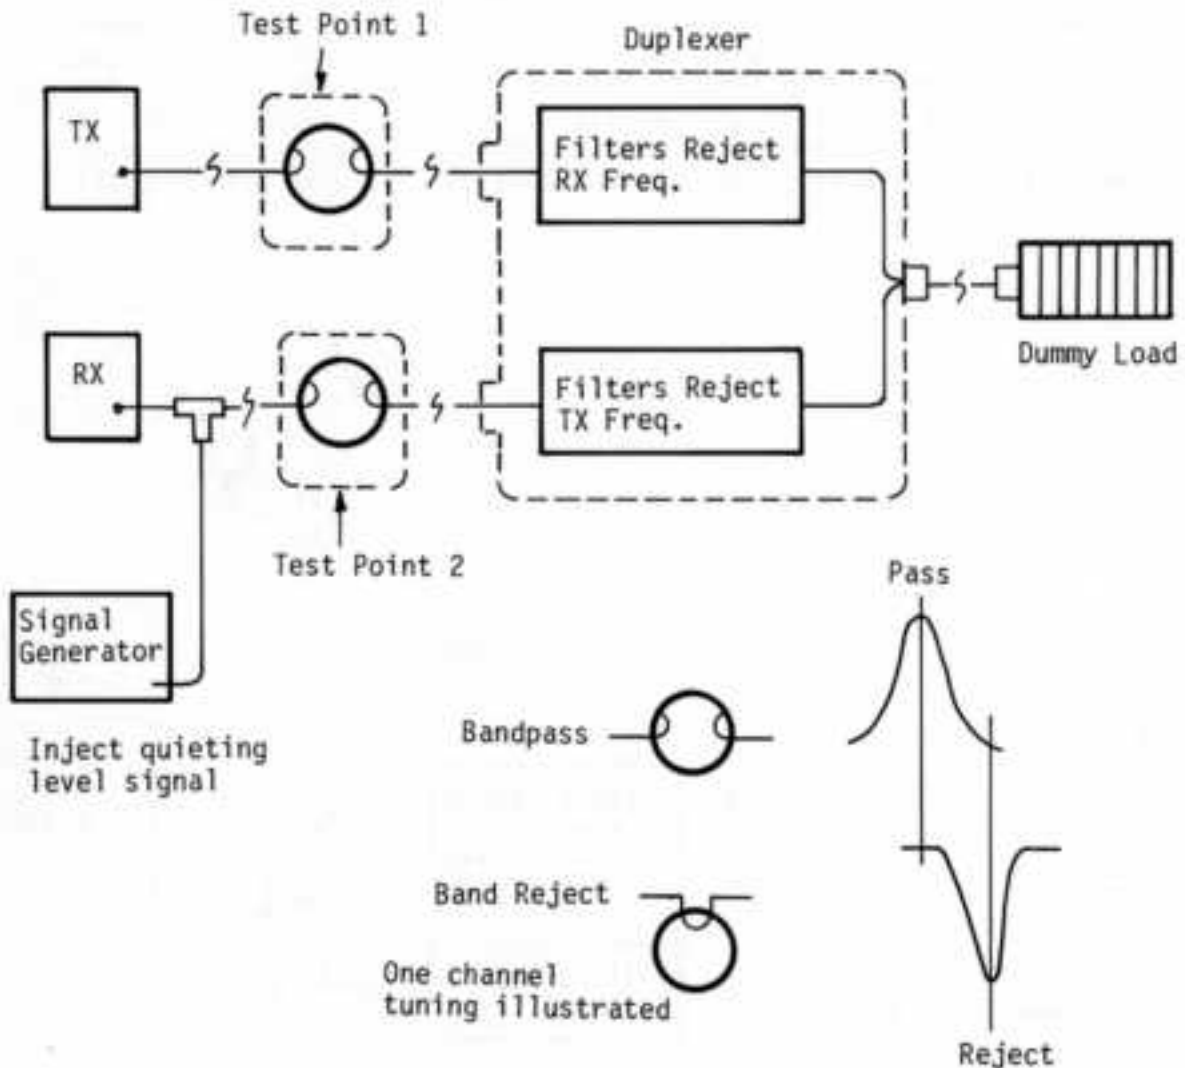 Test Point 1
Duplexer
TX
Filters Reject
RX Freq.
RX
Filters Reject
TX Freq.
Dummy Load
Test Point 2
Signal
Generator
Inject quieting
level signal
Pass
Bandpass
Band Reject
One channel
tuning illustrated
Reject